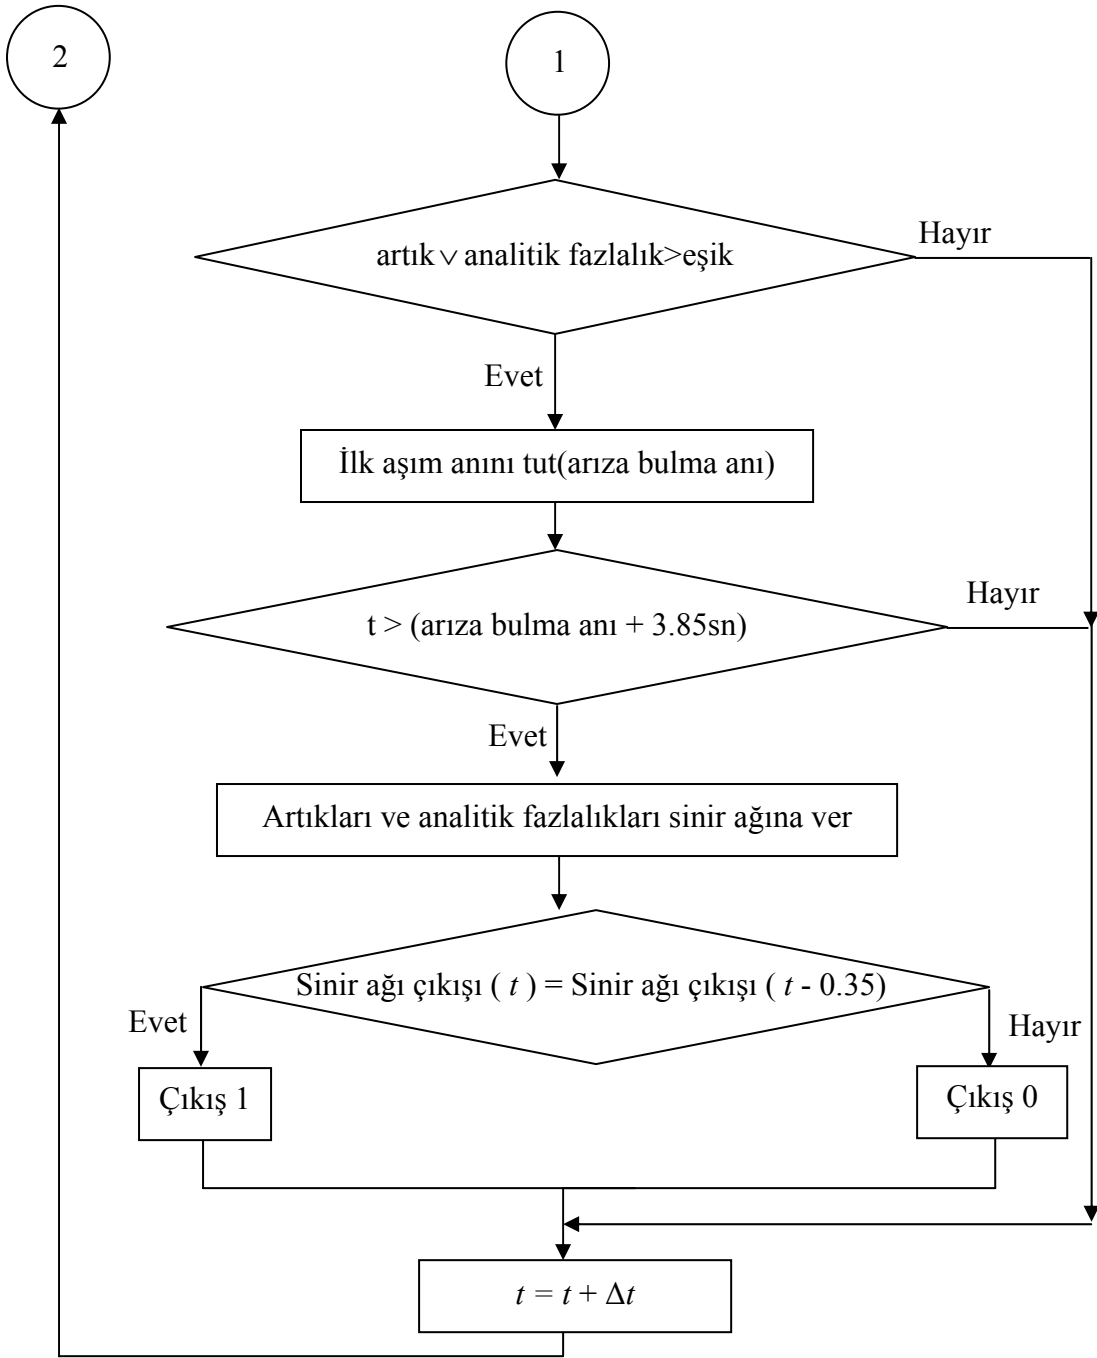 2
1
artık ∨ analitik fazlalık>eşik
Hayır
Evet
İlk aşım anını tut(arıza bulma anı)
t > (arıza bulma anı + 3.85sn)
Hayır
Evet
Artıkları ve analitik fazlalıkları sinir ağına ver
Sinir ağı çıkışı ( t ) = Sinir ağı çıkışı ( t - 0.35)
Evet
Hayır
Çıkış 1
Çıkış 0
t = t + Δt